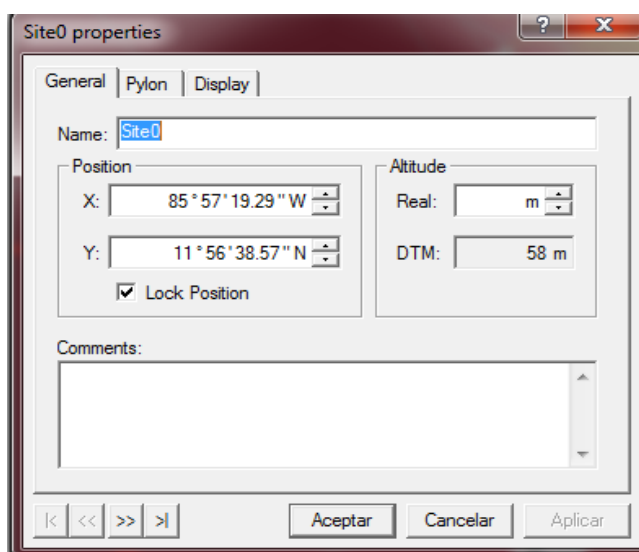 Site0 properties
General Pylon Display
Name: Site0
Position Altitude
X: 85°57'19.29"W Real: m
Y: 11°56'38.57"N DTM: 58 m
Lock Position
Comments:
|< << >> >| Aceptar Cancelar Aplicar